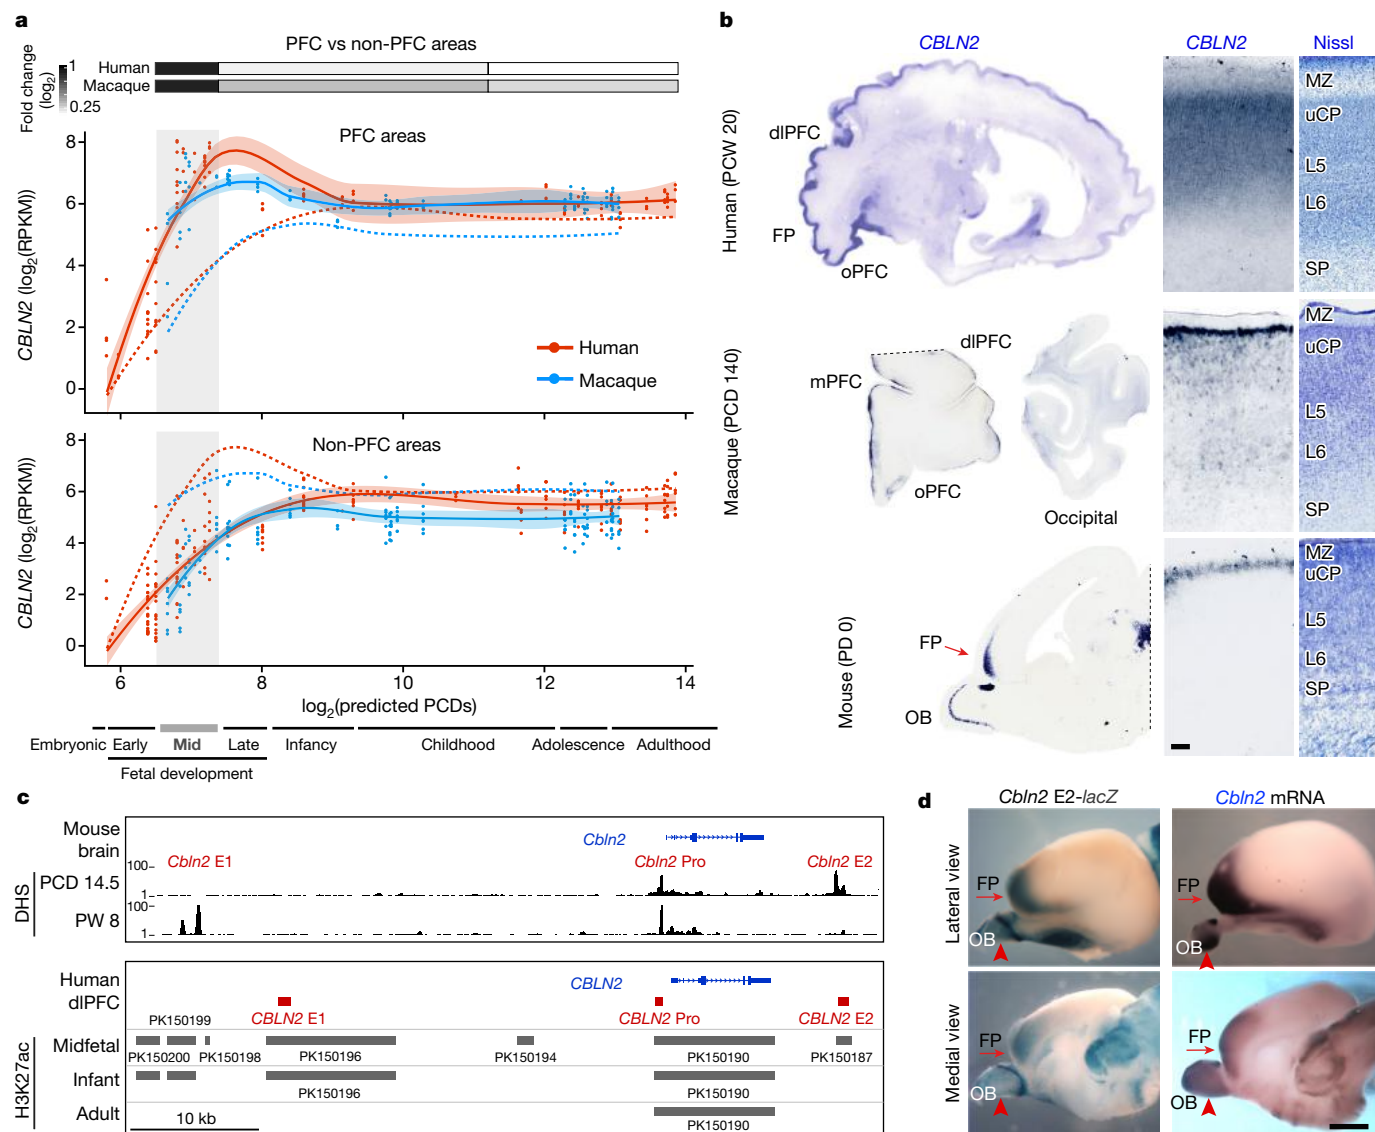 a
PFC vs non-PFC areas
Fold change (log2)
1
0.25
Human
Macaque
PFC areas
CBLN2 (log2(RPKM))
8
6
4
2
0
Human
Macaque
Non-PFC areas
CBLN2 (log2(RPKM))
8
6
4
2
0
6 8 10 12 14
log2(predicted PCDs)
Embryonic Early Mid Late Infancy Childhood Adolescence Adulthood
Fetal development
b
CBLN2
CBLN2
Nissl
Human (PCW 20)
dlPFC
FP
oPFC
MZ
uCP
L5
L6
SP
Macaque (PCD 140)
dlPFC
mPFC
oPFC
Occipital
MZ
uCP
L5
L6
SP
Mouse (PD 0)
FP
OB
MZ
uCP
L5
L6
SP
c
Mouse brain
Cbln2
Cbln2 E1
Cbln2 Pro
Cbln2 E2
DHS
PCD 14.5
100
1
PW 8
100
1
Human dlPFC
CBLN2
CBLN2 E1
CBLN2 Pro
CBLN2 E2
H3K27ac
Midfetal
PK150199
PK150200 PK150198 PK150196 PK150194 PK150190 PK150187
Infant
PK150196 PK150190
Adult
PK150190
10 kb
d
Cbln2 E2-lacZ
Cbln2 mRNA
Lateral view
FP
OB
FP
OB
Medial view
FP
OB
FP
OB